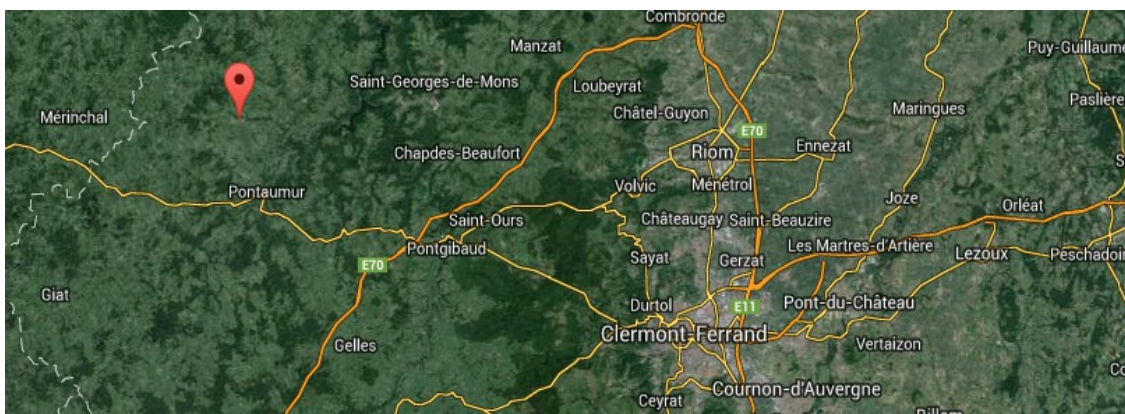 Combronde
Manzat
Puy-Guillaume
Saint-Georges-de-Mons
Loubeyrat
Paslière
Mérinchal
Châtel-Guyon
Maringues
E70
Chapdes-Beaufort
Riom
Ennezat
Pontaumur
Volvic
Ménétrol
Joze
Orléat
Saint-Ours
Châteaugay
Saint-Beauzire
Pontgibaud
Les Martres-d'Artière
Sayat
Gerzat
Lezoux
Peschadoir
E70
Giat
Durtol
E11
Pont-du-Château
Clermont-Ferrand
Gelles
Vertaizon
Cournon-d'Auvergne
Ceyrat